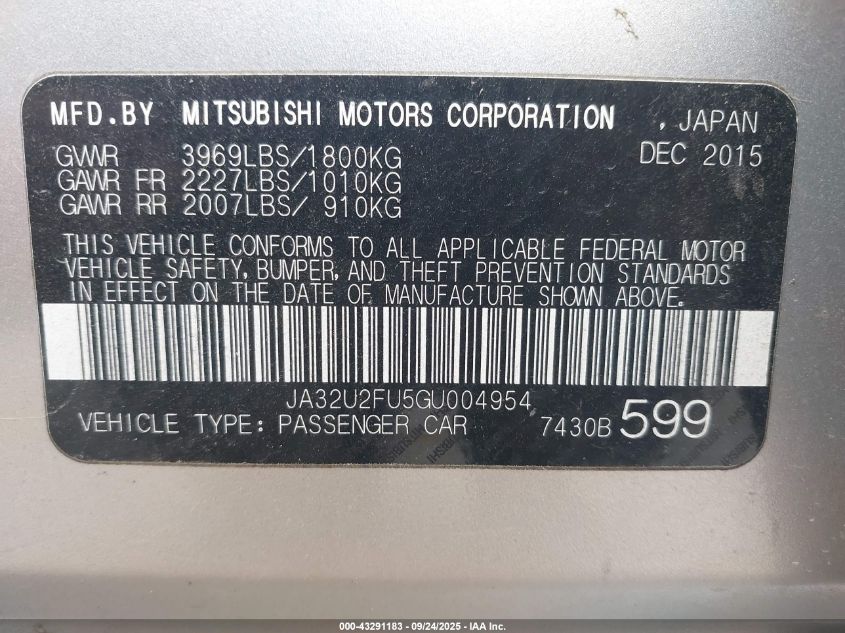 MFD.BY MITSUBISHI MOTORS CORPORATION , JAPAN
GVWR 3969LBS/1800KG DEC 2015
GAWR FR 2227LBS/1010KG
GAWR RR 2007LBS/ 910KG
THIS VEHICLE CONFORMS TO ALL APPLICABLE FEDERAL MOTOR
VEHICLE SAFETY, BUMPER, AND THEFT PREVENTION STANDARDS
IN EFFECT ON THE DATE OF MANUFACTURE SHOWN ABOVE.
JA32U2FU5GU004954
VEHICLE TYPE: PASSENGER CAR 7430B 599
000-43291183 - 09/24/2025 - IAA Inc.